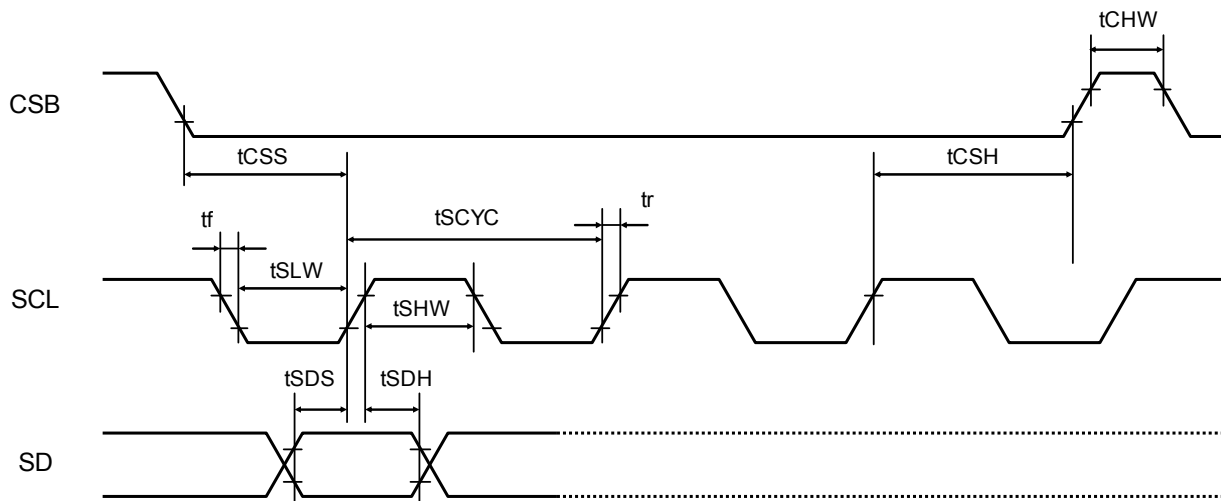 tCHW
CSB
tCSS
tCSH
tf
tSCYC
tr
tSLW
SCL
tSHW
tSDS
tSDH
SD